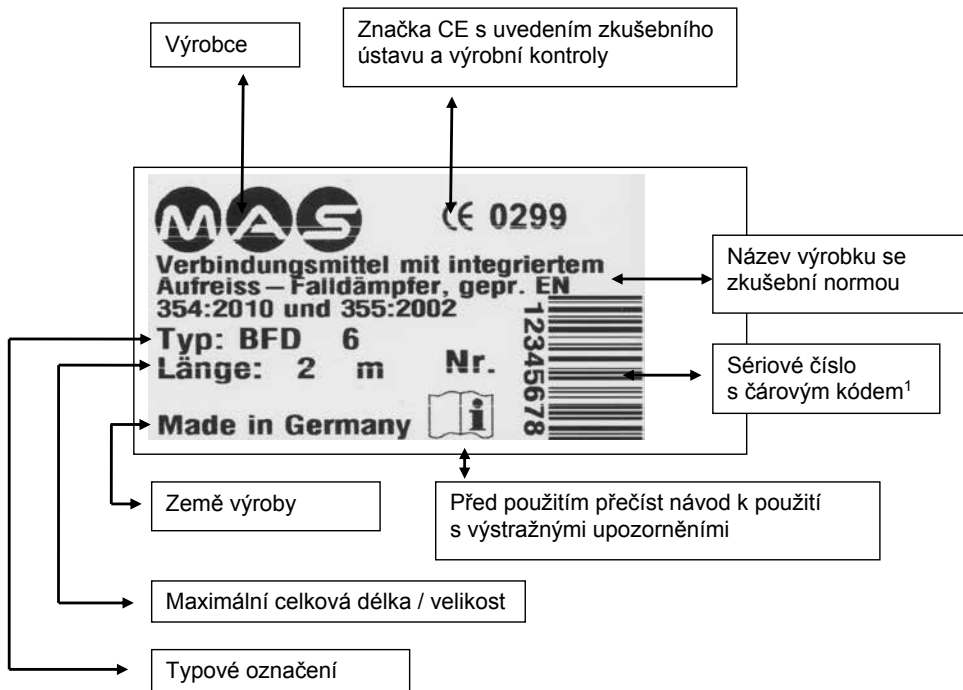 Výrobce
Značka CE s uvedením zkušebního
ústavu a výrobní kontroly
MAS
CE 0299
Verbindungsmittel mit integriertem
Aufreiss – Falldämpfer, gepr. EN
354:2010 und 355:2002
Typ: BFD 6
Länge: 2 m
Nr.
12345678
Made in Germany
i
Název výrobku se
zkušební normou
Sériové číslo
s čárovým kódem¹
Země výroby
Před použitím přečíst návod k použití
s výstražnými upozorněními
Maximální celková délka / velikost
Typové označení